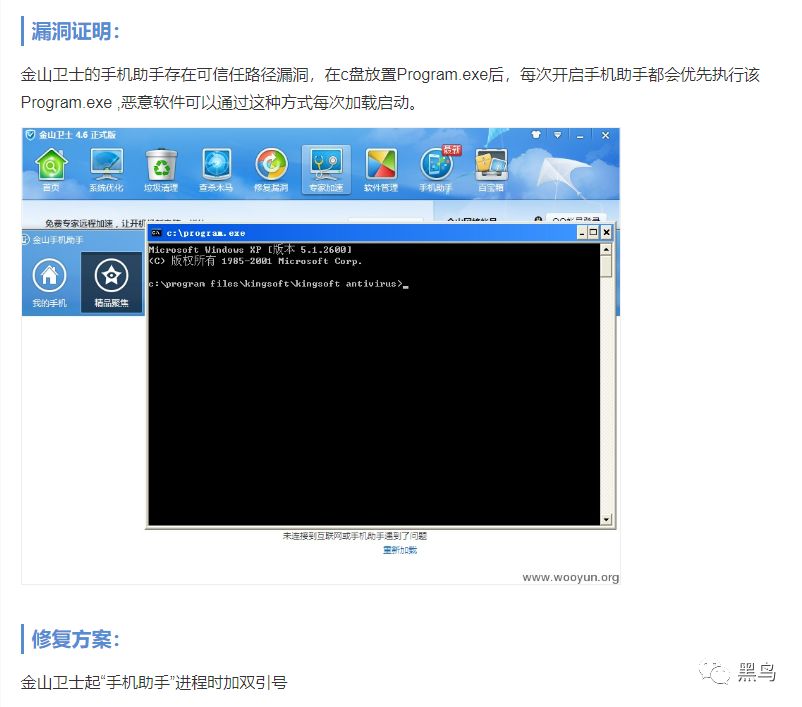 漏洞证明：
金山卫士的手机助手存在可信任路径漏洞，在c盘放置Program.exe后，每次开启手机助手都会优先执行该
Program.exe ,恶意软件可以通过这种方式每次加载启动。
金山卫士 4.6 正式版
最新
首页 系统优化 垃圾清理 查杀木马 修复漏洞 专家加速 软件管理 手机助手 百宝箱
免费专家远程加速，让开机
金山手机助手
我的手机 精品聚焦
c:\program.exe
Microsoft Windows XP [版本 5.1.2600]
(C) 版权所有 1985-2001 Microsoft Corp.
c:\program files\kingsoft\kingsoft antivirus>_
未连接到互联网或手机助手遇到了问题
重新加载
www.wooyun.org
修复方案：
金山卫士起“手机助手”进程时加双引号
黑鸟